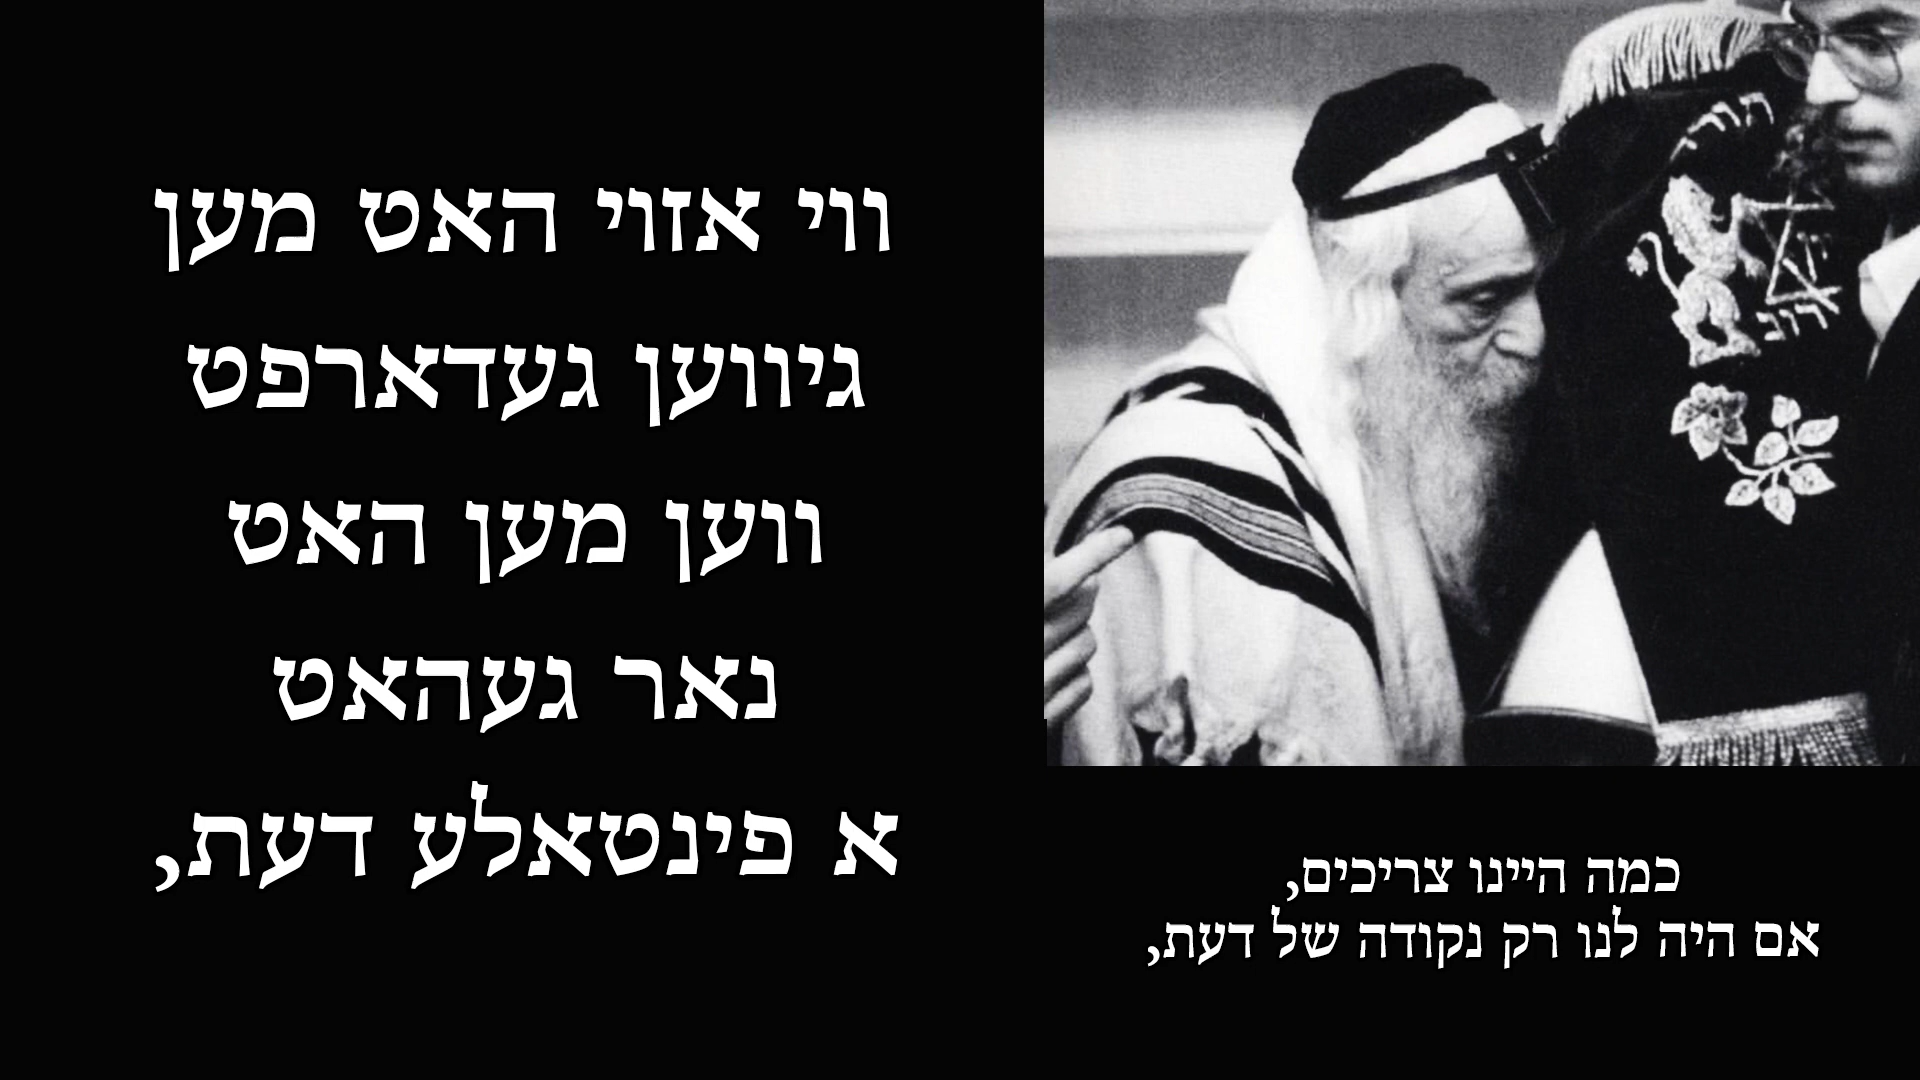 ווי אזוי האט מען
גיווען געדארפט
ווען מען האט
נאר געהאט
א פינטאלע דעת,
כמה היינו צריכים,
אם היה לנו רק נקודה של דעת,